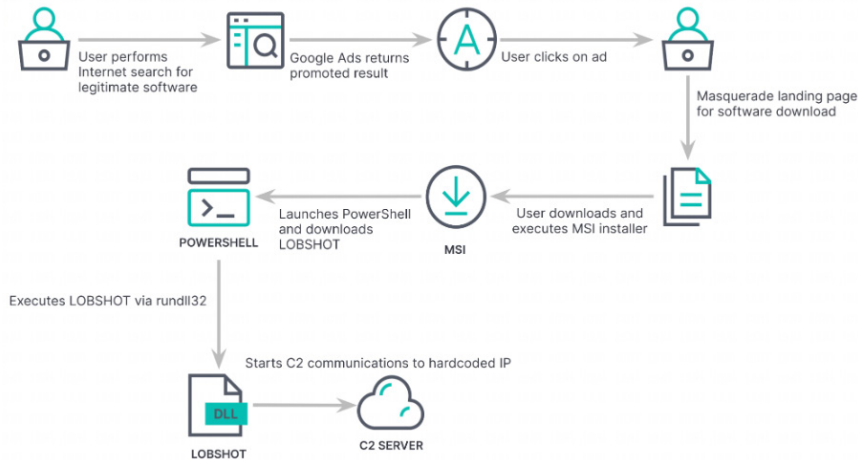 User performs
Internet search for
legitimate software
Google Ads returns
promoted result
A
User clicks on ad
Masquerade landing page
for software download
User downloads and
executes MSI installer
MSI
Launches PowerShell
and downloads
LOBSHOT
>_
POWERSHELL
Executes LOBSHOT via rundll32
Starts C2 communications to hardcoded IP
DLL
LOBSHOT
C2 SERVER